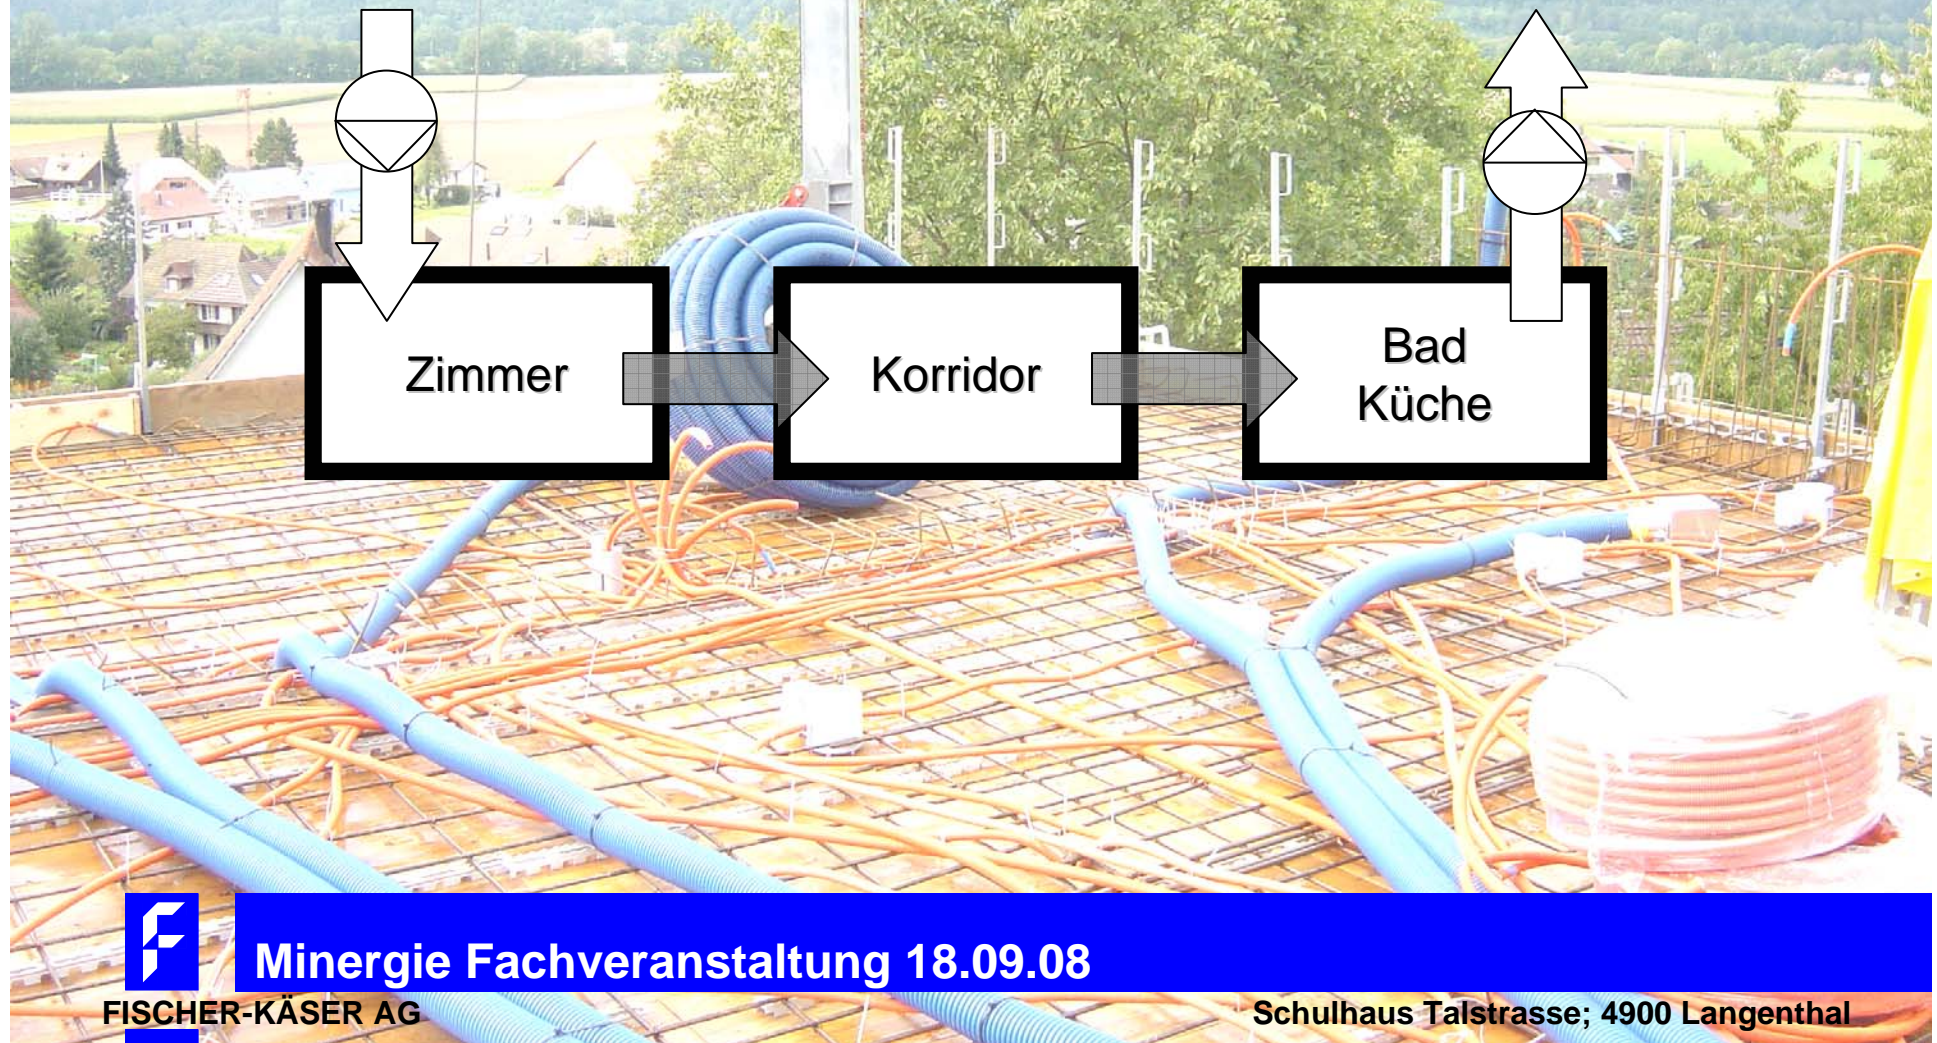 Zimmer
Korridor
Bad
Küche
Minergie Fachveranstaltung 18.09.08
FISCHER-KÄSER AG
Schulhaus Talstrasse; 4900 Langenthal